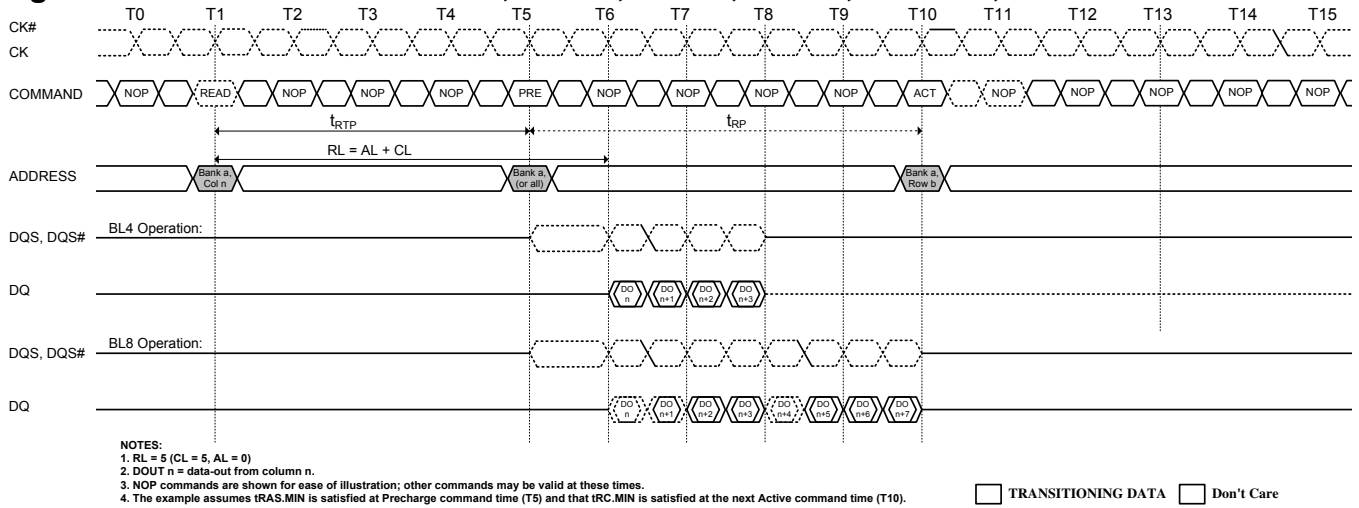 T0 T1 T2 T3 T4 T5 T6 T7 T8 T9 T10 T11 T12 T13 T14 T15
CK#
CK
COMMAND NOP READ NOP NOP NOP PRE NOP NOP NOP NOP ACT NOP NOP NOP NOP NOP
tRTP tRP
RL = AL + CL
ADDRESS Bank a, Col n Bank a, (or all) Bank a, Row b
BL4 Operation:
DQS, DQS#
DQ DO n DO n+1 DO n+2 DO n+3
BL8 Operation:
DQS, DQS#
DQ DO n DO n+1 DO n+2 DO n+3 DO n+4 DO n+5 DO n+6 DO n+7
NOTES:
1. RL = 5 (CL = 5, AL = 0)
2. DOUT n = data-out from column n.
3. NOP commands are shown for ease of illustration; other commands may be valid at these times.
4. The example assumes tRAS.MIN is satisfied at Precharge command time (T5) and that tRC.MIN is satisfied at the next Active command time (T10).
TRANSITIONING DATA Don't Care